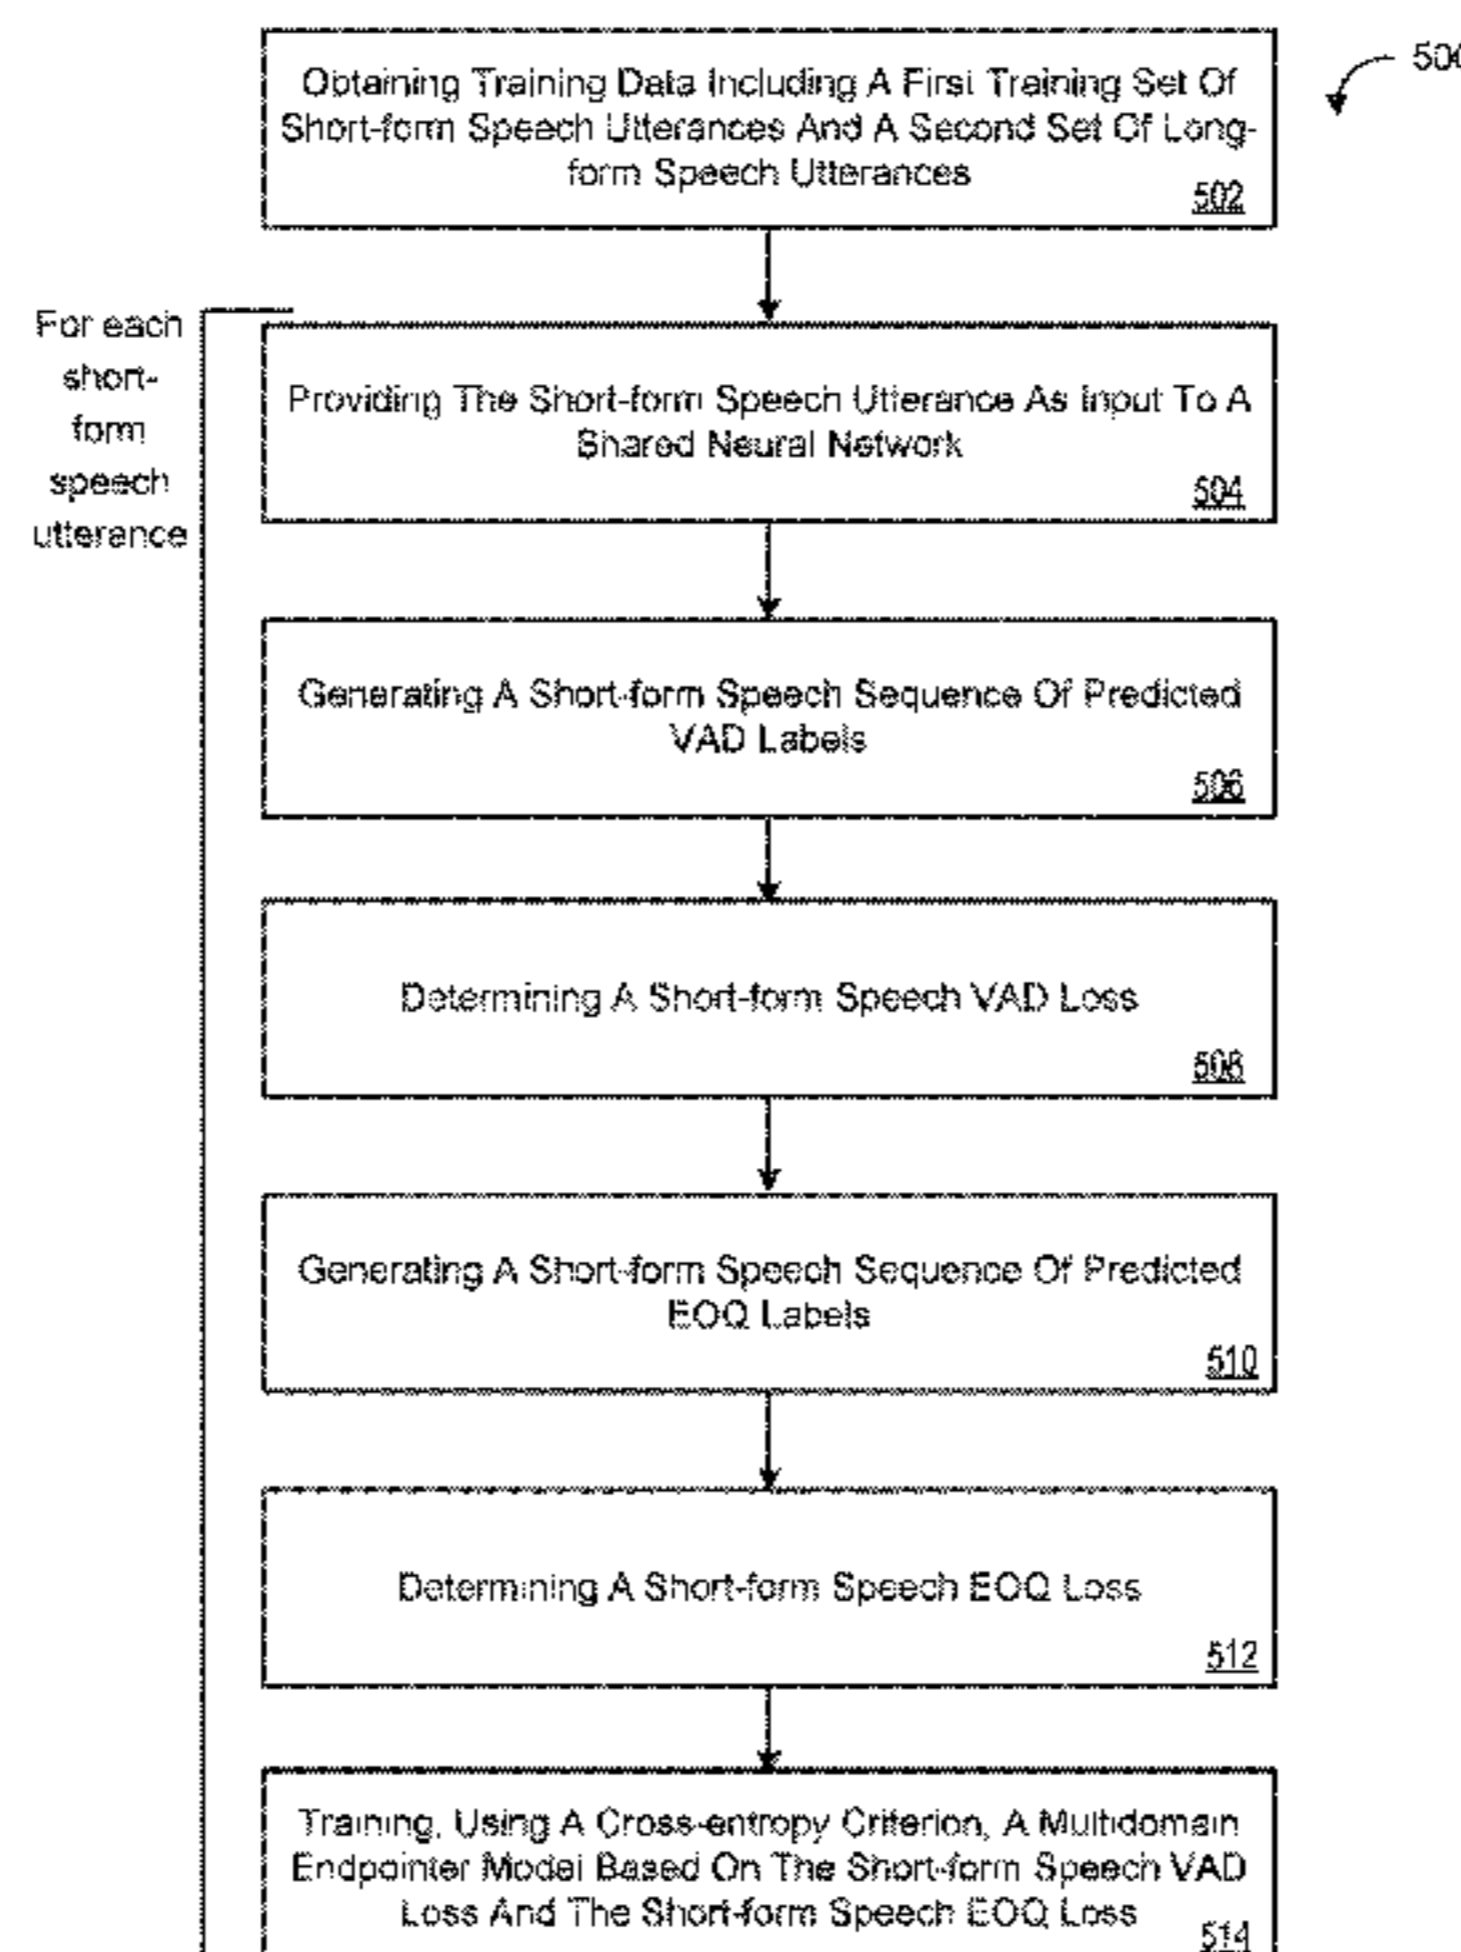 500
Obtaining Training Data Including A First Training Set Of
Short-form Speech Utterances And A Second Set Of Long-
form Speech Utterances
502
For each
short-
form
speech
utterance
Providing The Short-form Speech Utterance As Input To A
Shared Neural Network
504
Generating A Short-form Speech Sequence Of Predicted
VAD Labels
506
Determining A Short-form Speech VAD Loss
508
Generating A Short-form Speech Sequence Of Predicted
EOQ Labels
510
Determining A Short-form Speech EOQ Loss
512
Training, Using A Cross-entropy Criterion, A Multidomain
Endpointer Model Based On The Short-form Speech VAD
Loss And The Short-form Speech EOQ Loss
514